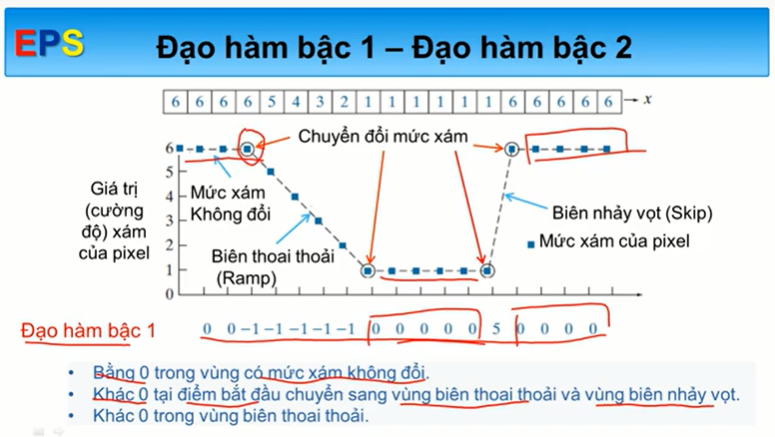 EPS
Đạo hàm bậc 1 – Đạo hàm bậc 2
6 6 6 6 5 4 3 2 1 1 1 1 1 1 6 6 6 6 6 x
Chuyển đổi mức xám
6
5
4
3
2
1
0
Giá trị
(cường
độ) xám
của pixel
Mức xám
Không đổi
Biên thoai thoải
(Ramp)
Biên nhảy vọt (Skip)
Mức xám của pixel
Đạo hàm bậc 1
0 0 −1 −1 −1 −1 −1 0 0 0 0 0 5 0 0 0 0
• Bằng 0 trong vùng có mức xám không đổi.
• Khác 0 tại điểm bắt đầu chuyển sang vùng biên thoai thoải và vùng biên nhảy vọt.
• Khác 0 trong vùng biên thoai thoải.